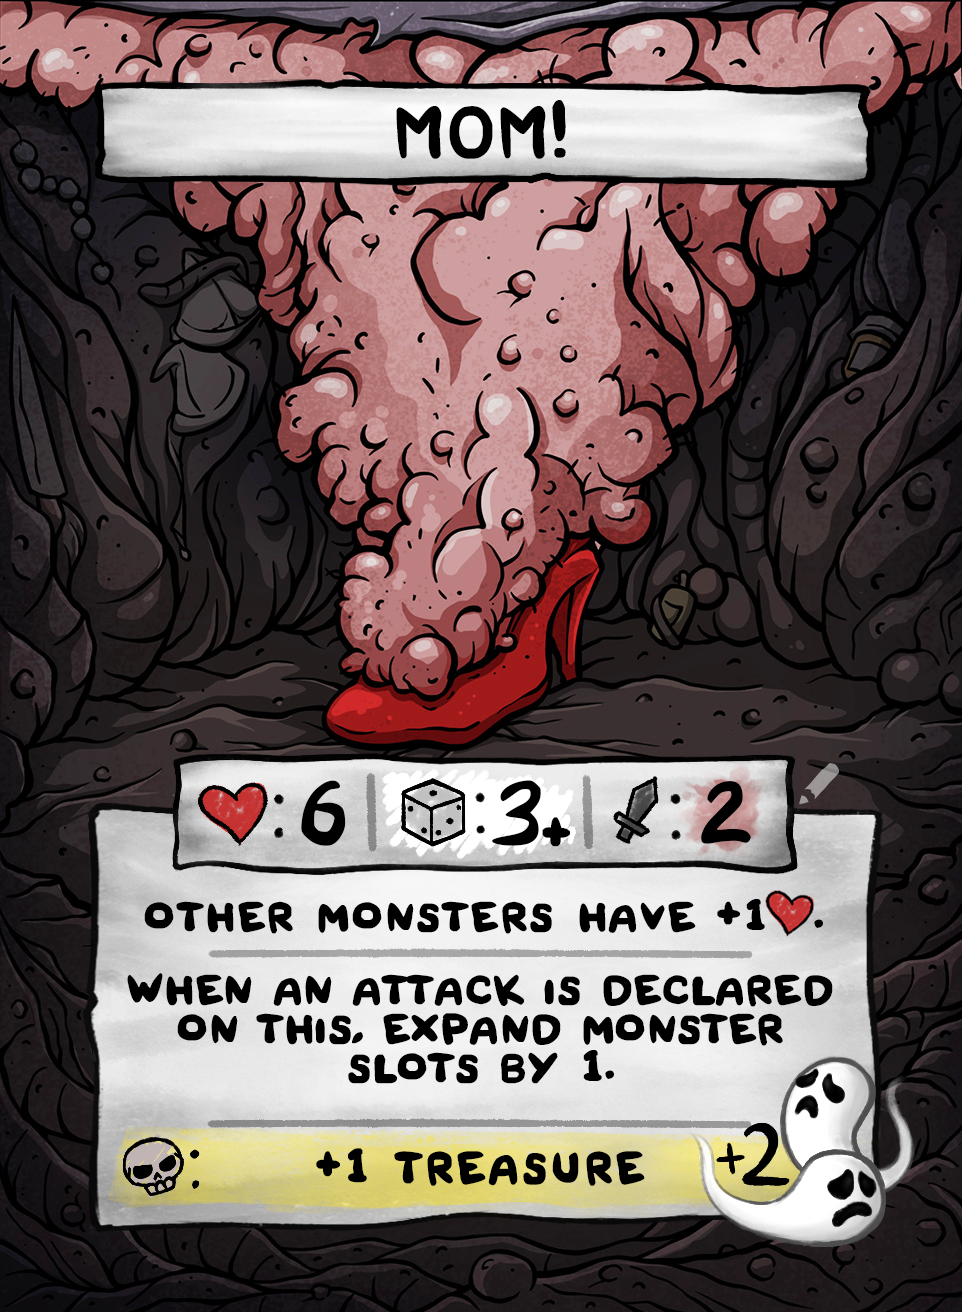 MOM!
: 6 : 3+ : 2
OTHER MONSTERS HAVE +1.
WHEN AN ATTACK IS DECLARED
ON THIS, EXPAND MONSTER
SLOTS BY 1.
: +1 TREASURE +2